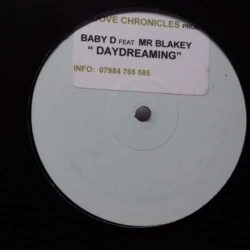 OVE CHRONICLES PRO
BABY D FEAT MR BLAKEY
“ DAYDREAMING”
INFO: 07984 765 585